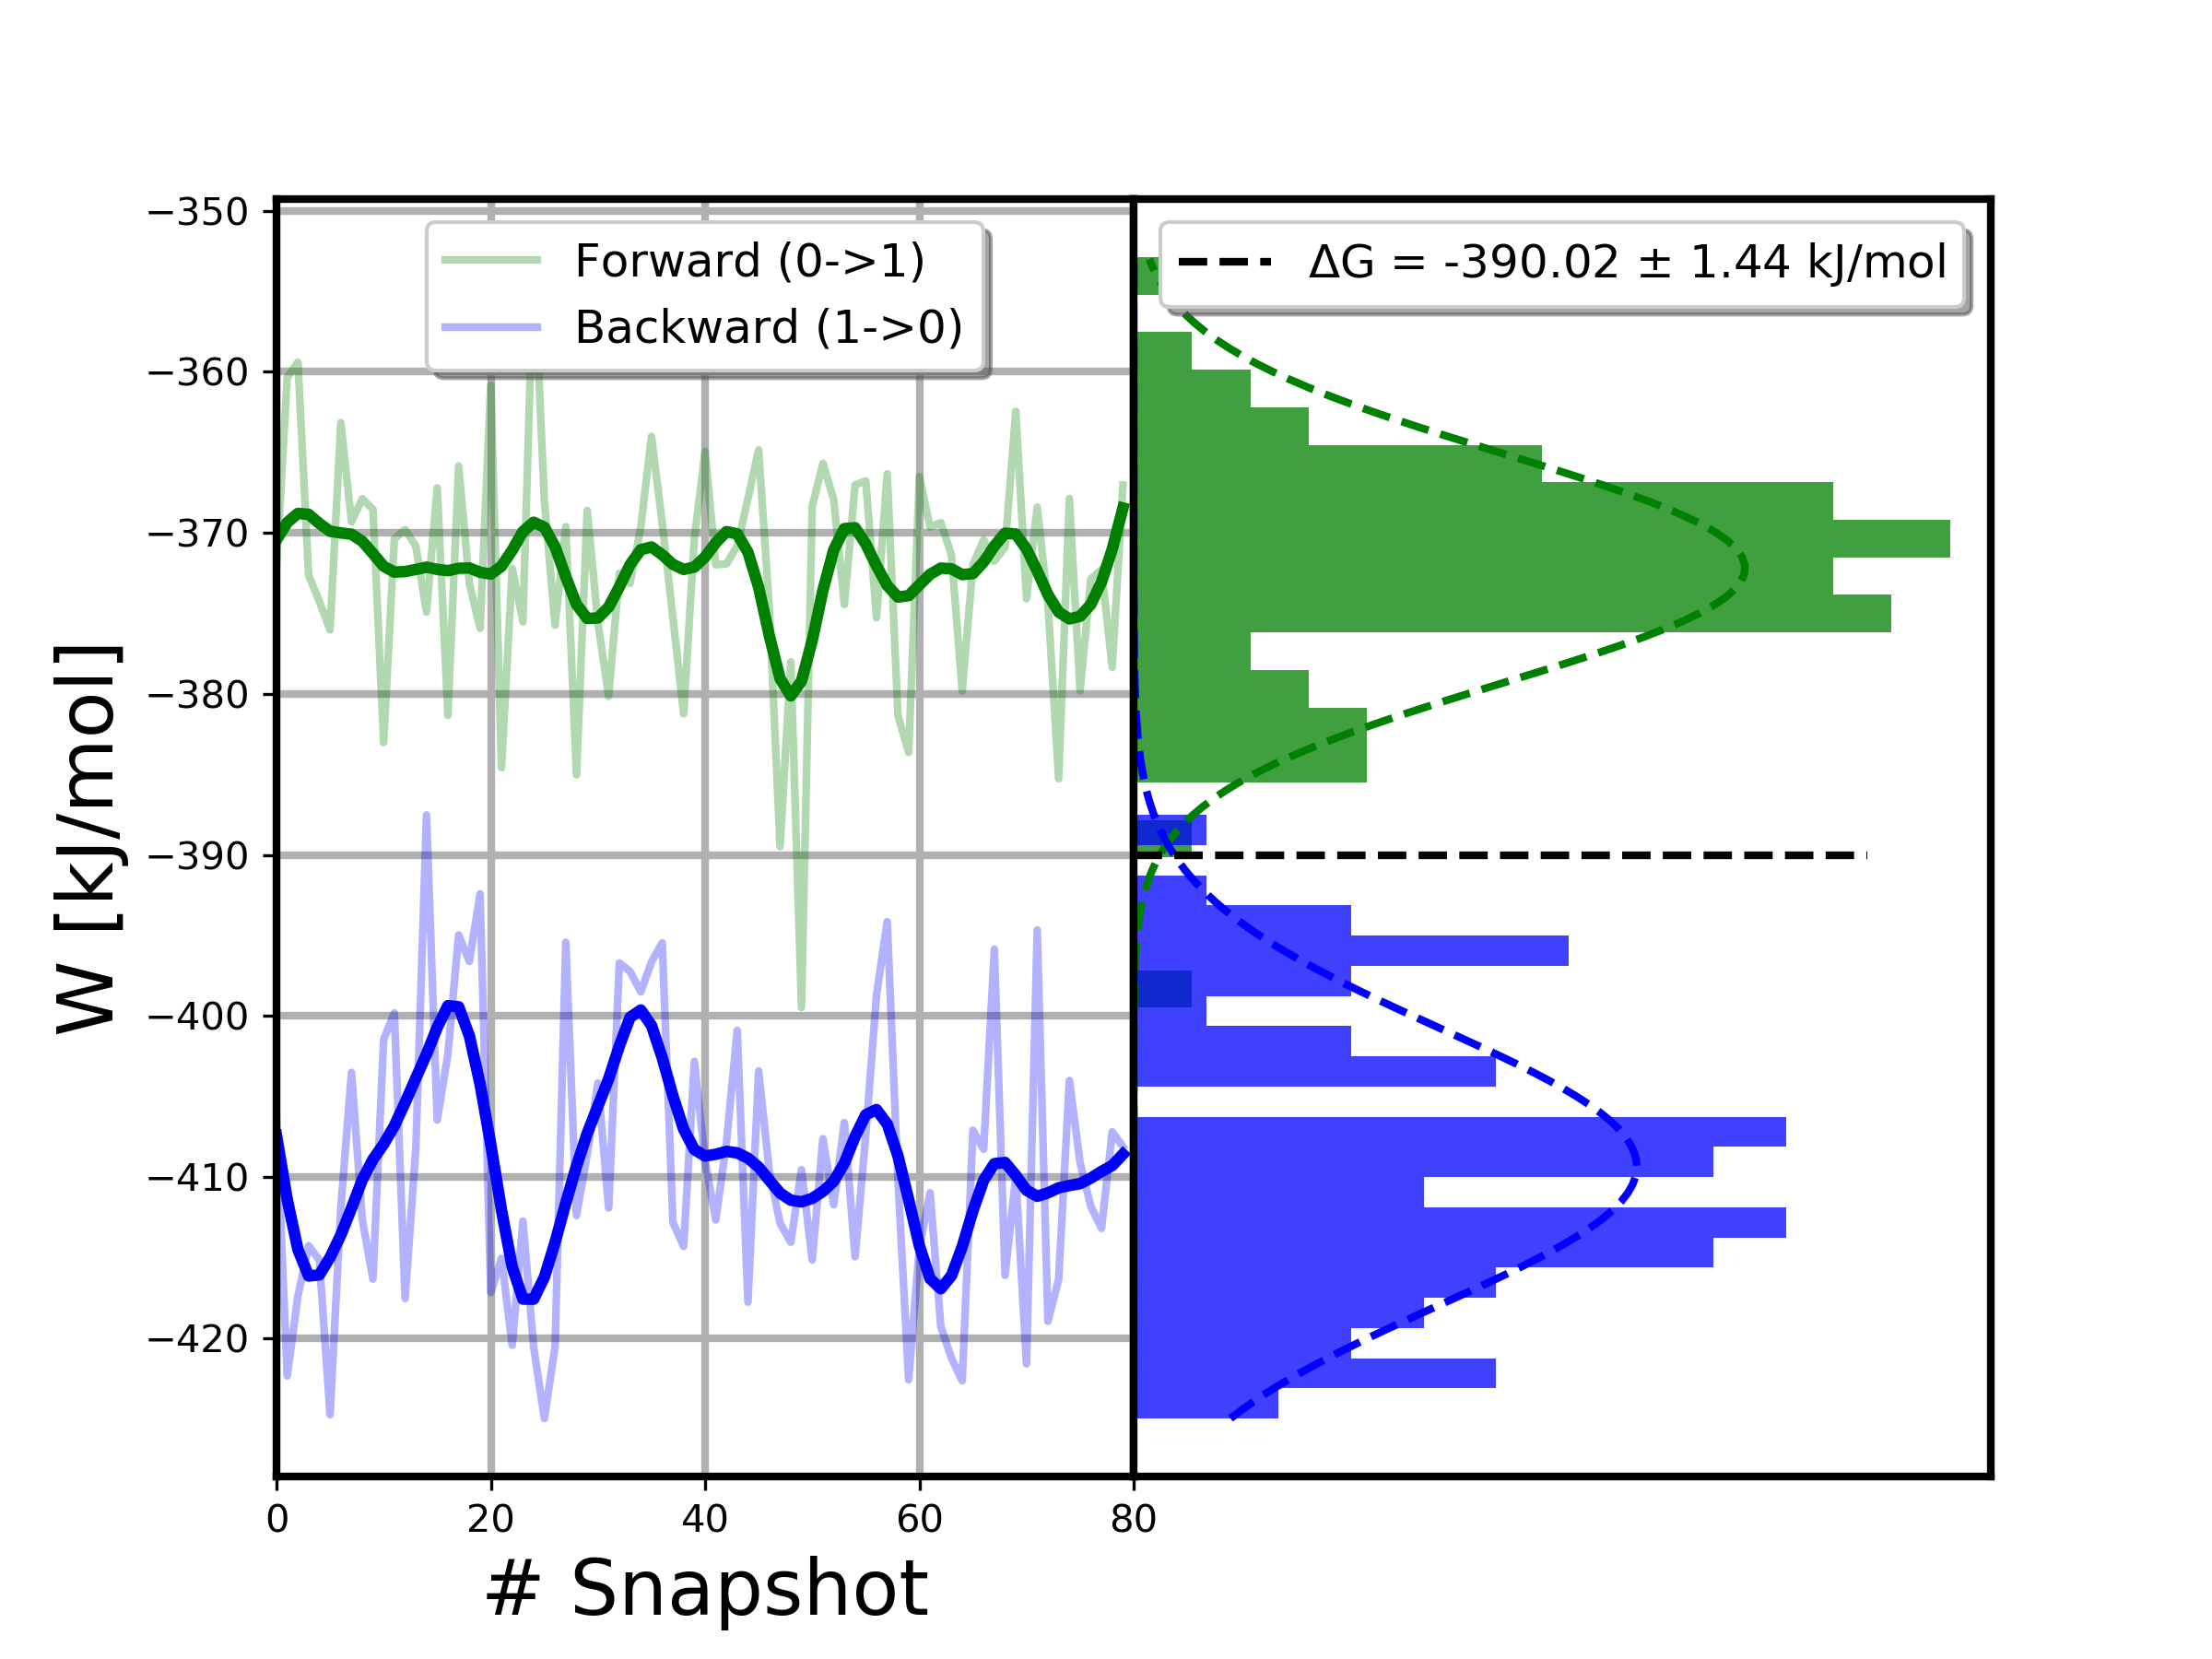 W [kJ/mol]
−350
−360
−370
−380
−390
−400
−410
−420
Forward (0->1)
Backward (1->0)
ΔG = -390.02 ± 1.44 kJ/mol
0 20 40 60 80
# Snapshot